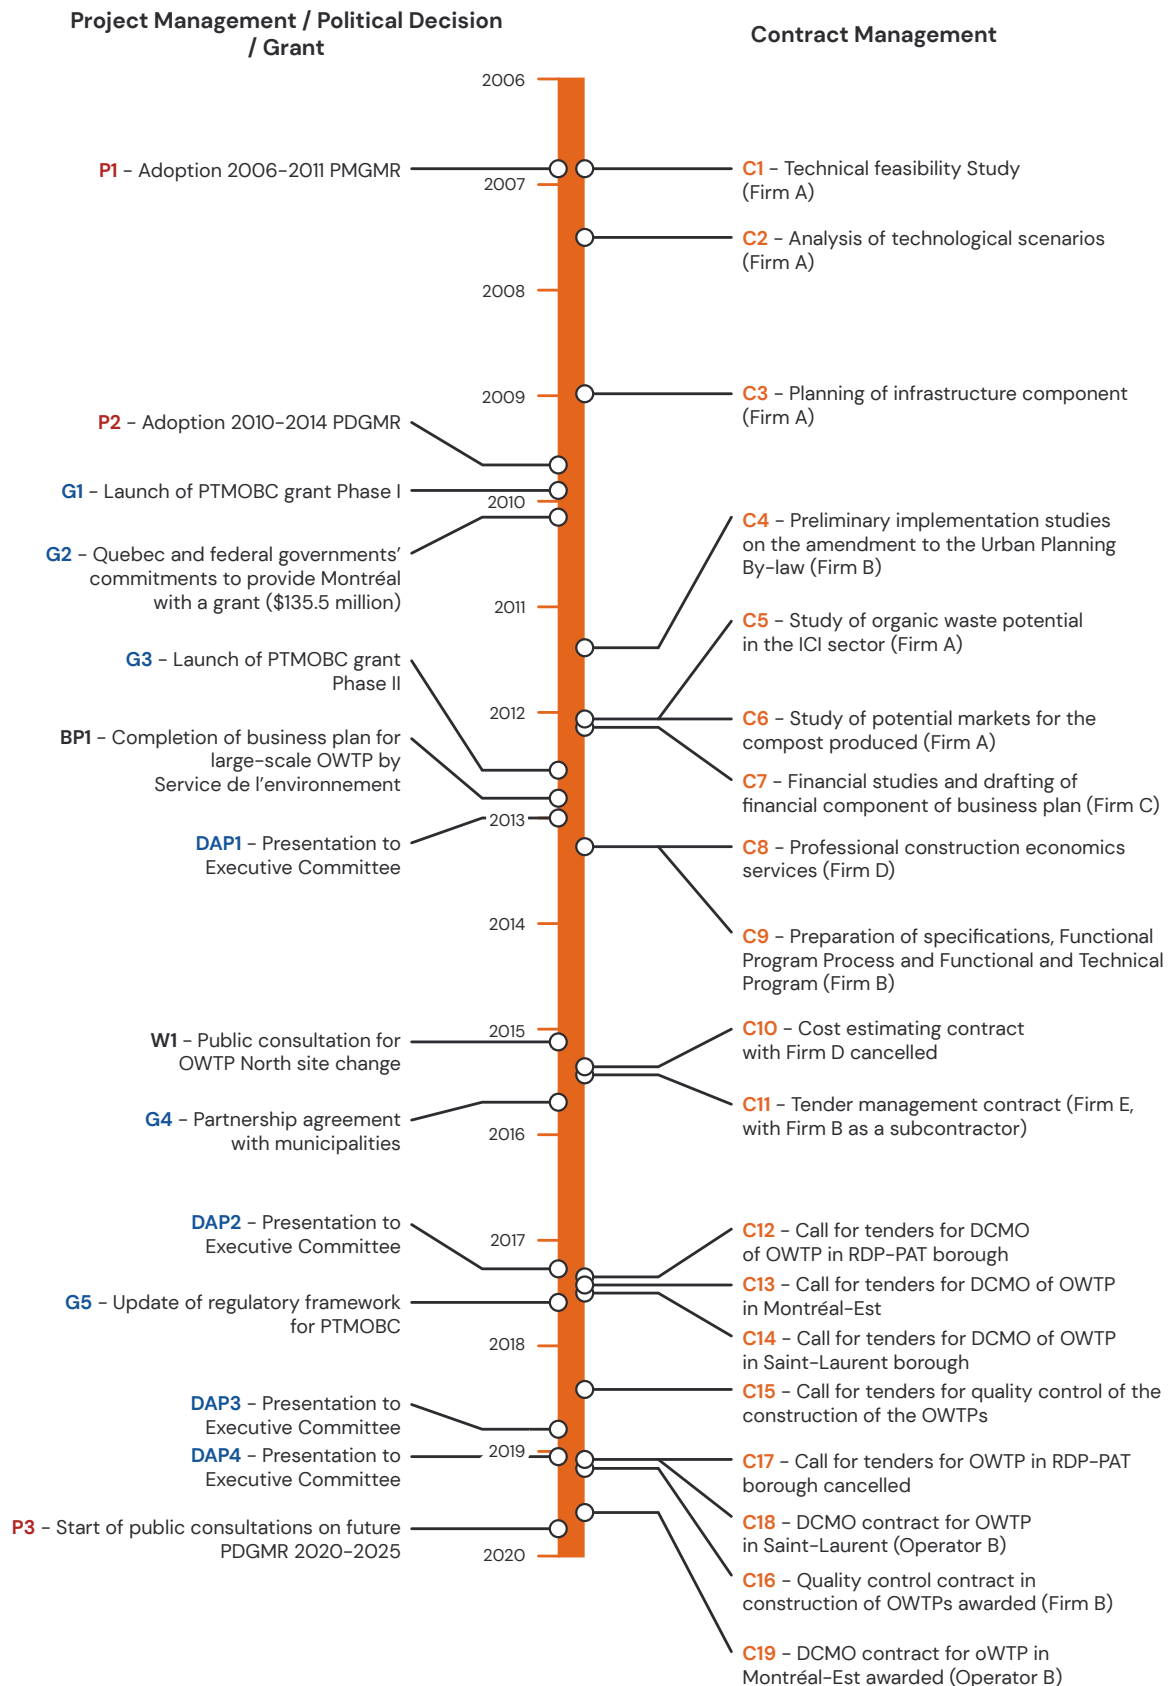 Project Management / Political Decision
/ Grant
Contract Management
2006
P1 – Adoption 2006–2011 PMGMR
C1 – Technical feasibility Study
(Firm A)
2007
C2 – Analysis of technological scenarios
(Firm A)
2008
C3 – Planning of infrastructure component
(Firm A)
2009
P2 – Adoption 2010–2014 PDGMR
G1 – Launch of PTMOBC grant Phase I
2010
C4 – Preliminary implementation studies
on the amendment to the Urban Planning
By-law (Firm B)
G2 – Quebec and federal governments’
commitments to provide Montréal
with a grant ($135.5 million)
2011
C5 – Study of organic waste potential
in the ICI sector (Firm A)
G3 – Launch of PTMOBC grant
Phase II
2012
C6 – Study of potential markets for the
compost produced (Firm A)
BP1 – Completion of business plan for
large-scale OWTP by
Service de l’environnement
C7 – Financial studies and drafting of
financial component of business plan (Firm C)
2013
DAP1 – Presentation to
Executive Committee
C8 – Professional construction economics
services (Firm D)
2014
C9 – Preparation of specifications, Functional
Program Process and Functional and Technical
Program (Firm B)
2015
W1 – Public consultation for
OWTP North site change
C10 – Cost estimating contract
with Firm D cancelled
G4 – Partnership agreement
with municipalities
C11 – Tender management contract (Firm E,
with Firm B as a subcontractor)
2016
DAP2 – Presentation to
Executive Committee
2017
C12 – Call for tenders for DCMO
of OWTP in RDP-PAT borough
G5 – Update of regulatory framework
for PTMOBC
C13 – Call for tenders for DCMO of OWTP
in Montréal-Est
2018
C14 – Call for tenders for DCMO of OWTP
in Saint-Laurent borough
DAP3 – Presentation to
Executive Committee
C15 – Call for tenders for quality control of the
construction of the OWTPs
2019
DAP4 – Presentation to
Executive Committee
C17 – Call for tenders for OWTP in RDP-PAT
borough cancelled
P3 – Start of public consultations on future
PDGMR 2020–2025
C18 – DCMO contract for OWTP
in Saint-Laurent (Operator B)
2020
C16 – Quality control contract in
construction of OWTPs awarded (Firm B)
C19 – DCMO contract for oWTP in
Montréal-Est awarded (Operator B)